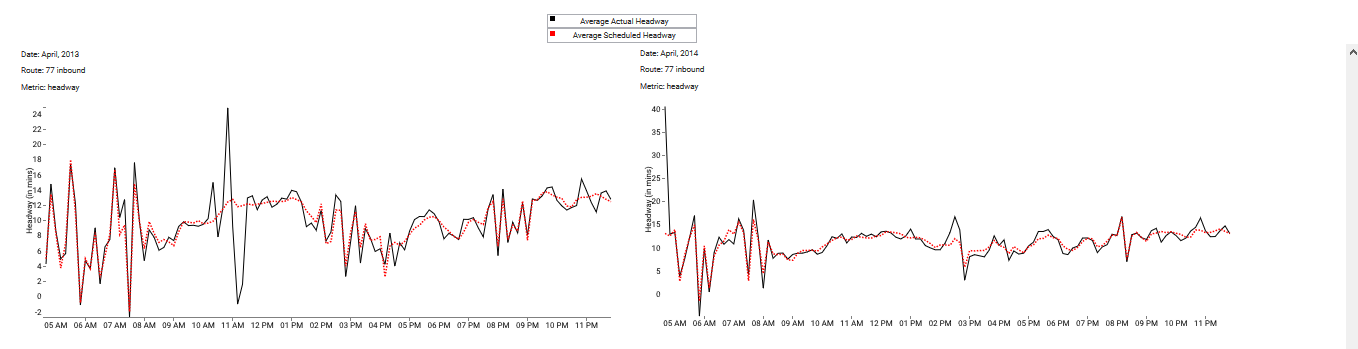 Average Actual Headway
Average Scheduled Headway
Date: April, 2013
Route: 77 inbound
Metric: headway
Headway (in mins)
24
22
20
18
16
14
12
10
8
6
4
2
0
-2
05 AM 06 AM 07 AM 08 AM 09 AM 10 AM 11 AM 12 PM 01 PM 02 PM 03 PM 04 PM 05 PM 06 PM 07 PM 08 PM 09 PM 10 PM 11 PM
Date: April, 2014
Route: 77 inbound
Metric: headway
Headway (in mins)
40
35
30
25
20
15
10
5
0
05 AM 06 AM 07 AM 08 AM 09 AM 10 AM 11 AM 12 PM 01 PM 02 PM 03 PM 04 PM 05 PM 06 PM 07 PM 08 PM 09 PM 10 PM 11 PM